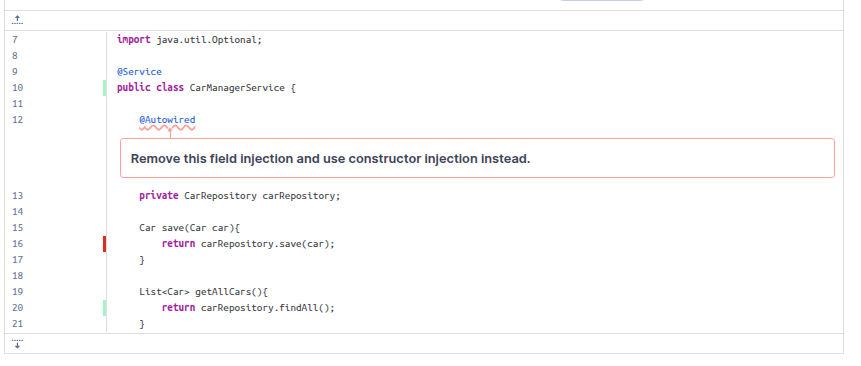 7 import java.util.Optional;
8
9 @Service
10 public class CarManagerService {
11
12 @Autowired
Remove this field injection and use constructor injection instead.
13 private CarRepository carRepository;
14
15 Car save(Car car){
16 return carRepository.save(car);
17 }
18
19 List<Car> getAllCars(){
20 return carRepository.findAll();
21 }